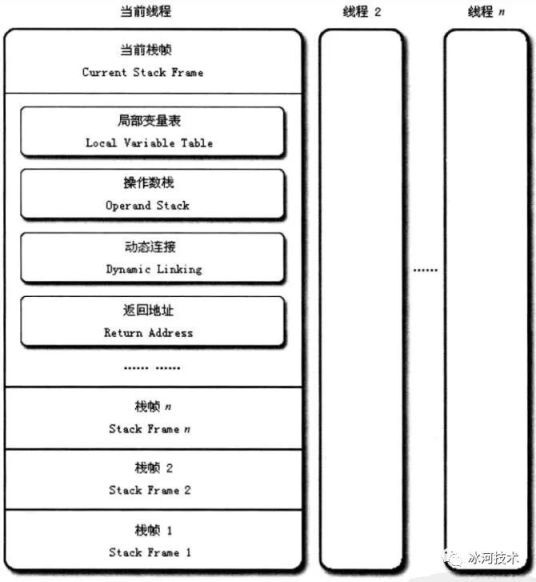 当前线程
线程 2
线程 n
当前栈帧
Current Stack Frame
局部变量表
Local Variable Table
操作数栈
Operand Stack
动态连接
Dynamic Linking
返回地址
Return Address
…… ……
……
栈帧 n
Stack Frame n
栈帧 2
Stack Frame 2
栈帧 1
Stack Frame 1
冰河技术